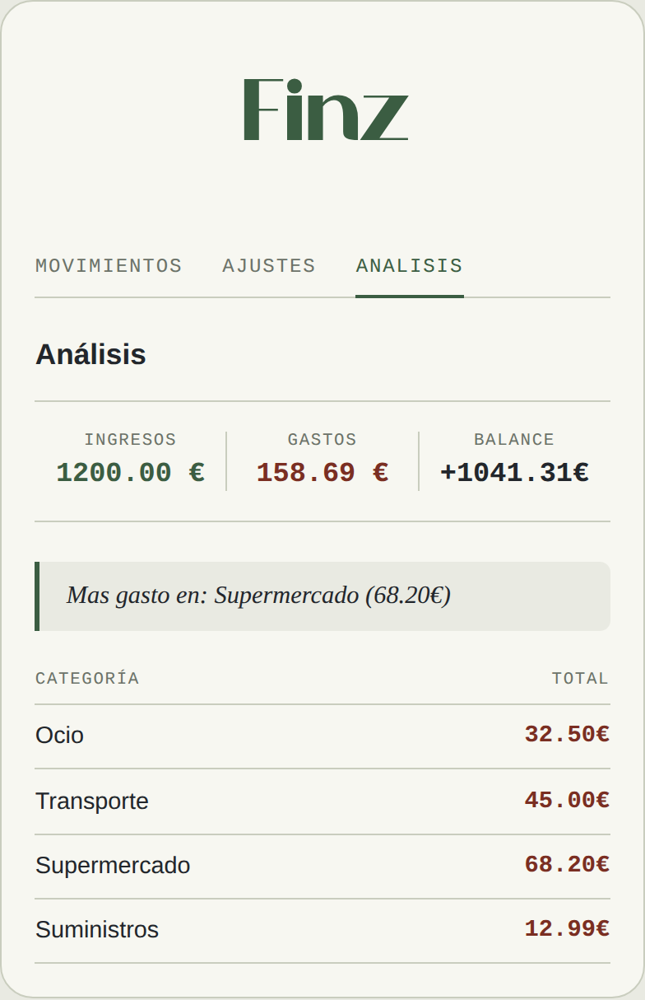 Finz
MOVIMIENTOS AJUSTES ANALISIS
Análisis
INGRESOS GASTOS BALANCE
1200.00 € 158.69 € +1041.31€
Mas gasto en: Supermercado (68.20€)
CATEGORÍA TOTAL
Ocio 32.50€
Transporte 45.00€
Supermercado 68.20€
Suministros 12.99€